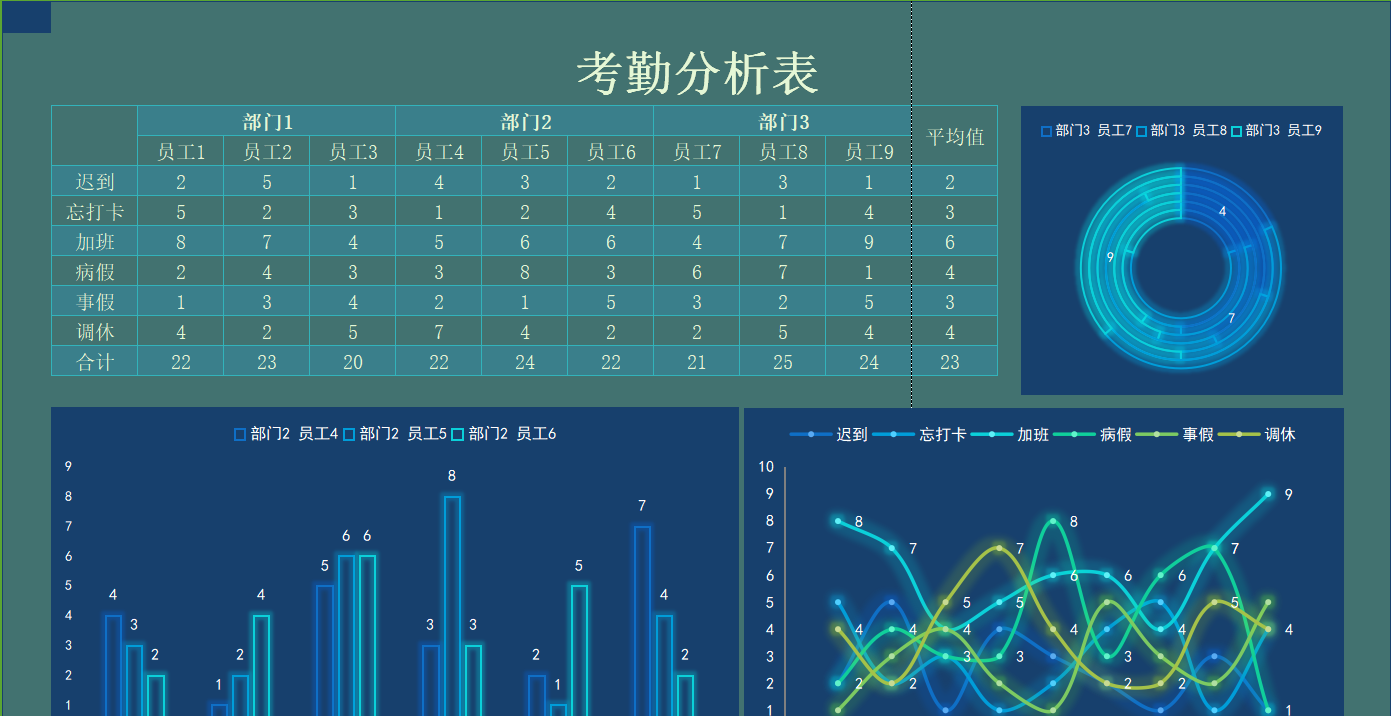 考勤分析表
部门1 部门2 部门3 平均值
员工1 员工2 员工3 员工4 员工5 员工6 员工7 员工8 员工9
迟到 2 5 1 4 3 2 1 3 1 2
忘打卡 5 2 3 1 2 4 5 1 4 3
加班 8 7 4 5 6 6 4 7 9 6
病假 2 4 3 3 8 3 6 7 1 4
事假 1 3 4 2 1 5 3 2 5 3
调休 4 2 5 7 4 2 2 5 4 4
合计 22 23 20 22 24 22 21 25 24 23
部门3 员工7 部门3 员工8 部门3 员工9
4
9
7
部门2 员工4 部门2 员工5 部门2 员工6
9
8
7
6
5
4
3
2
1
4 3 2
1 2 4
5 6 6
3 8 3
2 1 5
7 4 2
迟到 忘打卡 加班 病假 事假 调休
10
9
8
7
6
5
4
3
2
1
8 4 2
7 4 2
5 4 3
7 5 3
8 6 4
6 3 2
6 4 2
7 5
9 4 1